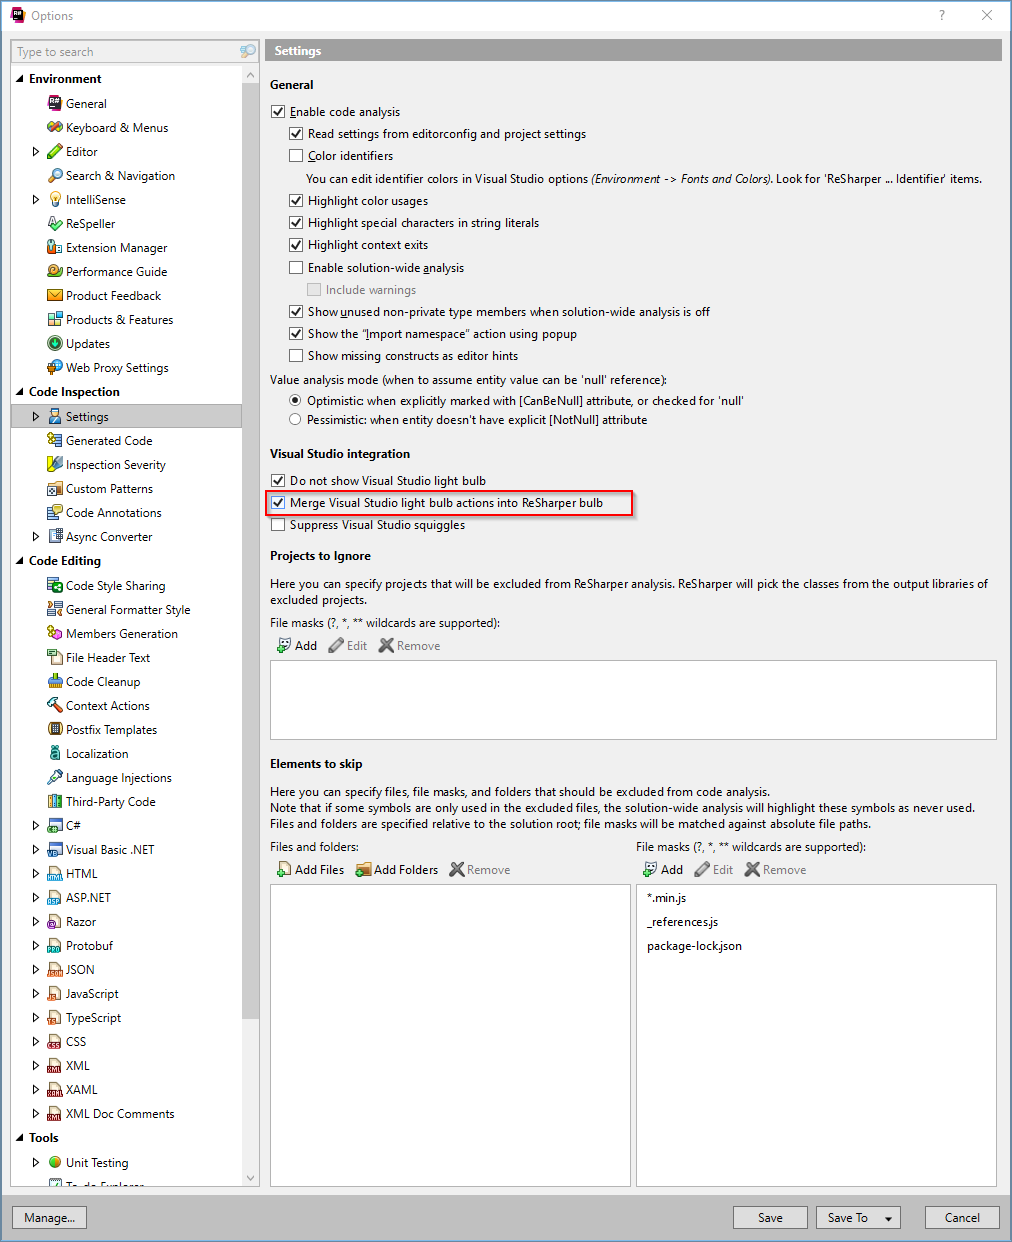 Options
?
Type to search
Environment
General
Keyboard & Menus
Editor
Search & Navigation
IntelliSense
ReSpeller
Extension Manager
Performance Guide
Product Feedback
Products & Features
Updates
Web Proxy Settings
Code Inspection
Settings
Generated Code
Inspection Severity
Custom Patterns
Code Annotations
Async Converter
Code Editing
Code Style Sharing
General Formatter Style
Members Generation
File Header Text
Code Cleanup
Context Actions
Postfix Templates
Localization
Language Injections
Third-Party Code
C#
Visual Basic .NET
HTML
ASP.NET
Razor
Protobuf
JSON
JavaScript
TypeScript
CSS
XML
XAML
XML Doc Comments
Tools
Unit Testing
To-do Explorer
Settings
General
Enable code analysis
Read settings from editorconfig and project settings
Color identifiers
You can edit identifier colors in Visual Studio options (Environment -> Fonts and Colors). Look for 'ReSharper ... Identifier' items.
Highlight color usages
Highlight special characters in string literals
Highlight context exits
Enable solution-wide analysis
Include warnings
Show unused non-private type members when solution-wide analysis is off
Show the "Import namespace" action using popup
Show missing constructs as editor hints
Value analysis mode (when to assume entity value can be 'null' reference):
Optimistic: when explicitly marked with [CanBeNull] attribute, or checked for 'null'
Pessimistic: when entity doesn't have explicit [NotNull] attribute
Visual Studio integration
Do not show Visual Studio light bulb
Merge Visual Studio light bulb actions into ReSharper bulb
Suppress Visual Studio squiggles
Projects to Ignore
Here you can specify projects that will be excluded from ReSharper analysis. ReSharper will pick the classes from the output libraries of
excluded projects.
File masks (?, *, ** wildcards are supported):
Add Edit Remove
Elements to skip
Here you can specify files, file masks, and folders that should be excluded from code analysis.
Note that if some symbols are only used in the excluded files, the solution-wide analysis will highlight these symbols as never used.
Files and folders are specified relative to the solution root; file masks will be matched against absolute file paths.
Files and folders:
Add Files Add Folders Remove
File masks (?, *, ** wildcards are supported):
Add Edit Remove
*.min.js
_references.js
package-lock.json
Manage...
Save
Save To
Cancel